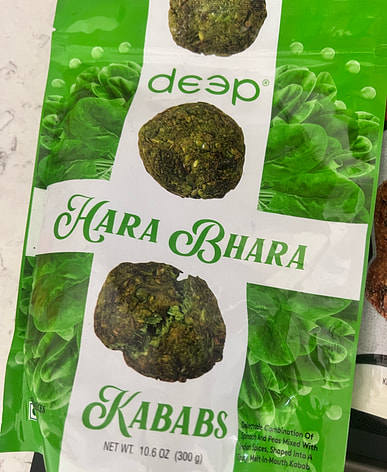 deep®
HARA BHARA
KABABS
NET WT. 10.6 OZ (300 g)
Delectable Combination Of
Spinach And Peas Mixed With
Indian Spices, Shaped Into A
Melt-In-Mouth Kabab.